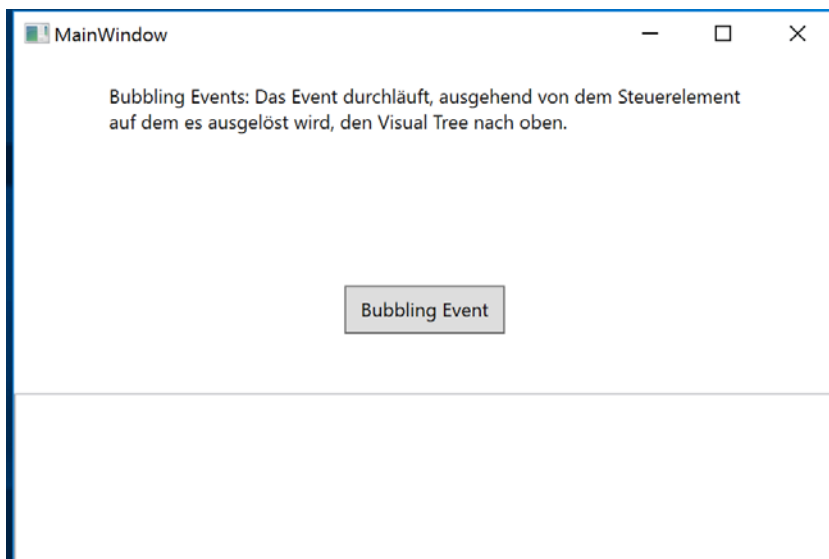 MainWindow
Bubbling Events: Das Event durchläuft, ausgehend von dem Steuerelement
auf dem es ausgelöst wird, den Visual Tree nach oben.
Bubbling Event